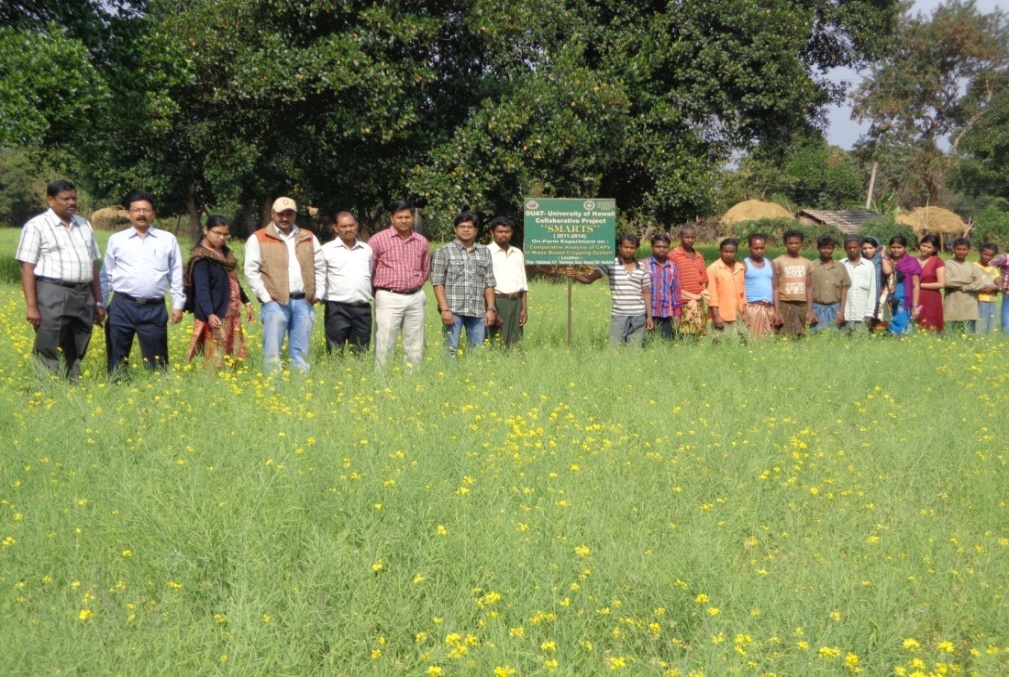 OUAT- University of Hawaii
Collaborative Project
"SMARTS"
( 2011-2014)
On-Farm Experiment on :
"Comparative Analysis of CAPs
in Maize Based Cropping System"